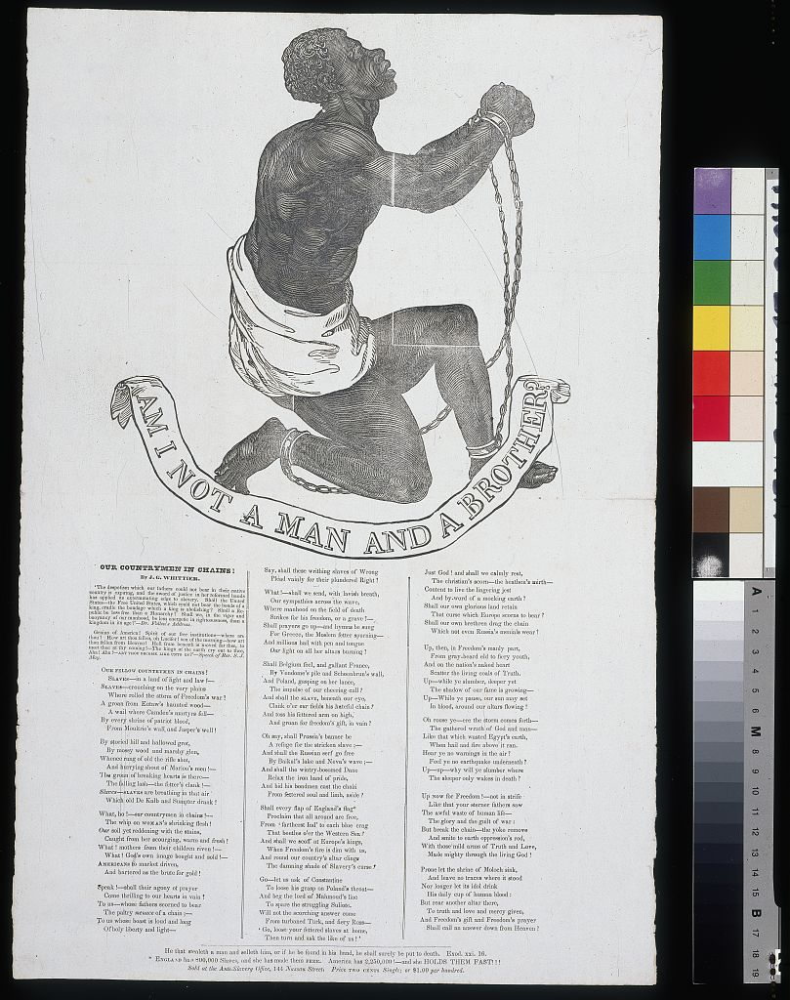 AM I NOT A MAN AND A BROTHER?
OUR COUNTRYMEN IN CHAINS!
By J. G. WHITTIER.
'The despotism which our fathers could not bear in their native
country is expiring, and the sword of justice in her reformed hands
has applied its exterminating edge to slavery. Shall the United
States—the Free United States, which could not bear the bonds of a
king, cradle the bondage which a king is abolishing? Shall a Re-
public be less free than a Monarchy? Shall we, in the vigor and
buoyancy of our manhood, be less energetic in righteousness, than a
kingdom in its age?'—Dr. Follen's Address.
Genius of America! Spirit of our free institutions—where art
thou? How art thou fallen, oh Lucifer! son of the morning—how art
thou fallen from Heaven! Hell from beneath is moved for thee, to
meet thee at thy coming!—The kings of the earth cry out to thee,
Aha! Aha!—ART THOU BECOME LIKE UNTO US?—Speech of Rev. S. J.
May.
OUR FELLOW COUNTRYMEN IN CHAINS!
SLAVES—in a land of light and law!—
SLAVES—crouching on the very plains
Where rolled the storm of Freedom's war!
A groan from Eutaw's haunted wood—
A wail where Camden's martyrs fell—
By every shrine of patriot blood,
From Moultrie's wall and Jasper's well!
By storied hill and hallowed grot,
By mossy wood and marshy glen,
Whence rang of old the rifle shot,
And hurrying shout of Marion's men!—
The groan of breaking hearts is there—
The falling lash—the fetter's clank!—
Slaves—SLAVES are breathing in that air
Which old De Kalb and Sumpter drank!
What, ho!—our countrymen in chains!—
The whip on WOMAN'S shrinking flesh!
Our soil yet reddening with the stains,
Caught from her scourging, warm and fresh!
What! mothers from their children riven!—
What! God's own image bought and sold!—
AMERICANS to market driven,
And bartered as the brute for gold!
Speak!—shall their agony of prayer
Come thrilling to our hearts in vain?
To us—whose fathers scorned to bear
The paltry menace of a chain;—
To us whose boast is loud and long
Of holy liberty and light—
Say, shall these writhing slaves of Wrong
Plead vainly for their plundered Right?
What!—shall we send, with lavish breath,
Our sympathies across the wave,
Where manhood on the field of death
Strikes for his freedom, or a grave?—
Shall prayers go up—and hymns be sung
For Greece, the Moslem fetter spurning—
And millions hail with pen and tongue
Our light on all her altars burning?
Shall Belgium feel, and gallant France,
By Vendome's pile and Schoenbrun's wall,
And Poland, gasping on her lance,
The impulse of our cheering call?
And shall the SLAVE, beneath our eye,
Clank o'er our fields his hateful chain?
And toss his fettered arm on high,
And groan for freedom's gift, in vain?
Oh say, shall Prussia's banner be
A refuge for the stricken slave;—
And shall the Russian serf go free
By Baikal's lake and Neva's wave;—
And shall the wintry-bosomed Dane
Relax the iron hand of pride,
And bid his bondmen cast the chain
From fettered soul and limb, aside?
Shall every flap of England's flag*
Proclaim that all around are free,
From 'farthest Ind' to each blue crag
That beetles o'er the Western Sea?
And shall we scoff at Europe's kings,
When Freedom's fire is dim with us,
And round our country's altar clings
The damning shade of Slavery's curse?
Go—let us ask of Constantine
To loose his grasp on Poland's throat—
And beg the lord of Mahmoud's line
To spare the struggling Suliote.
Will not the scorching answer come
From turbaned Turk, and fiery Russ—
'Go, loose your fettered slaves at home,
Then turn and ask the like of us!'
Just God! and shall we calmly rest,
The christian's scorn—the heathen's mirth—
Content to live the lingering jest
And by-word of a mocking earth?
Shall our own glorious land retain
That curse which Europe scorns to bear?
Shall our own brethren drag the chain
Which not even Russia's menials wear?
Up, then, in Freedom's manly part,
From gray-beard eld to fiery youth,
And on the nation's naked heart
Scatter the living coals of Truth.
Up—while ye slumber, deeper yet
The shadow of our fame is growing—
Up—While ye pause, our sun may set
In blood, around our altars flowing!
Oh rouse ye—ere the storm comes forth—
The gathered wrath of God and man—
Like that which wasted Egypt's earth,
When hail and fire above it ran.
Hear ye no warnings in the air?
Feel ye no earthquake underneath?
Up—up—why will ye slumber where
The sleeper only wakes in death?
Up now for Freedom!—not in strife
Like that your sterner fathers saw
The awful waste of human life—
The glory and the guilt of war:
But break the chain—the yoke remove
And smite to earth oppression's rod,
With those mild arms of Truth and Love,
Made mighty through the living God!
Prone let the shrine of Moloch sink,
And leave no traces where it stood
Nor longer let its idol drink
His daily cup of human blood:
But rear another altar there,
To truth and love and mercy given,
And Freedom's gift and Freedom's prayer
Shall call an answer down from Heaven!
He that stealeth a man and selleth him, or if he be found in his hand, he shall surely be put to death. Exod. xxi. 16.
* ENGLAND has 800,000 Slaves, and she has made them FREE. America has 2,250,000!—and she HOLDS THEM FAST!!!
Sold at the Anti-Slavery Office, 144 Nassau Street. Price TWO CENTS Single; or $1.00 per hundred.
A 1 2 3 4 5 6 M 8 9 10 11 12 13 14 15 B 17 18 19